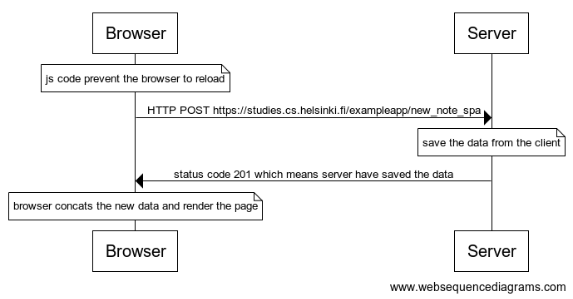 Browser
Server
js code prevent the browser to reload
HTTP POST https://studies.cs.helsinki.fi/exampleapp/new_note_spa
save the data from the client
status code 201 which means server have saved the data
browser concats the new data and render the page
Browser
Server
www.websequencediagrams.com